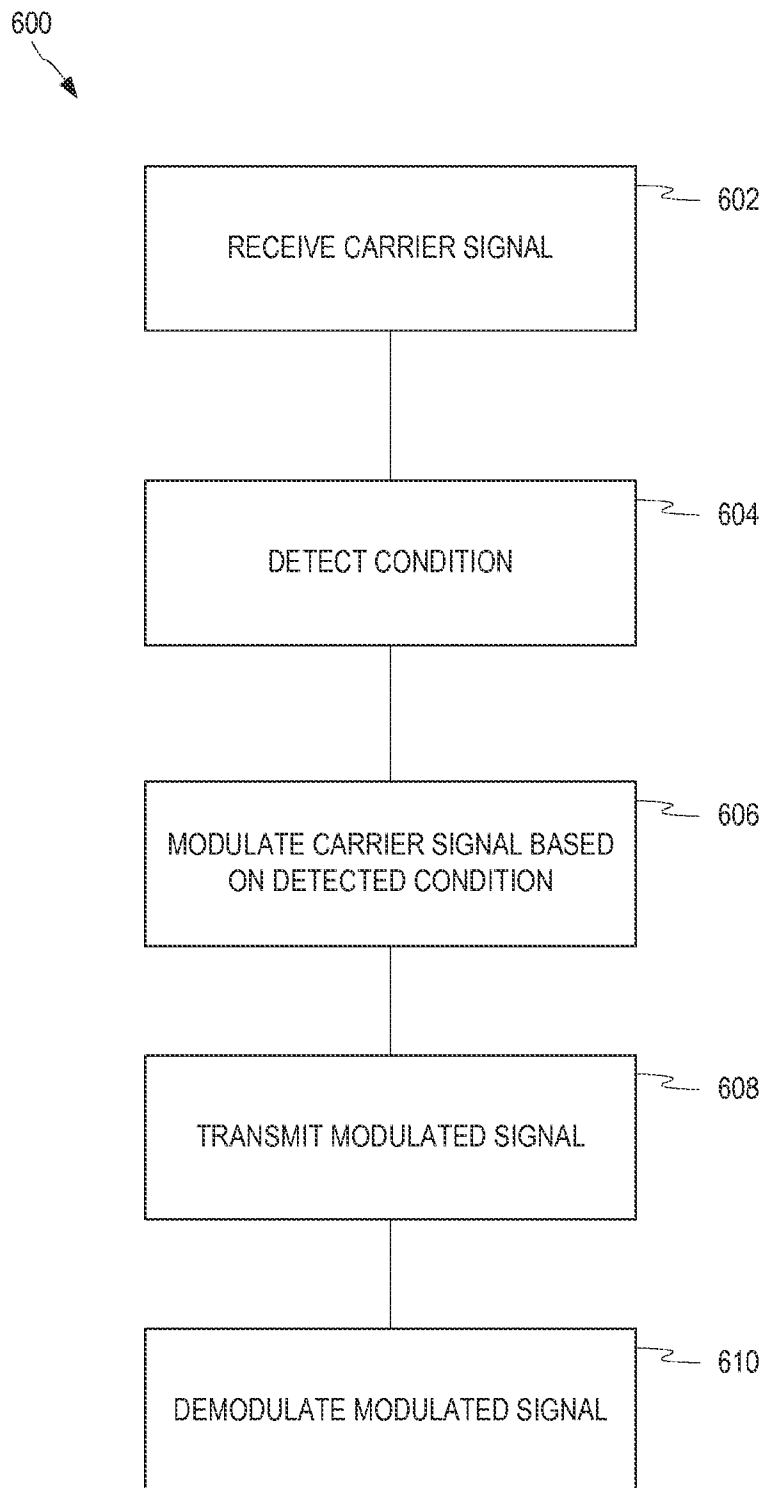 600
RECEIVE CARRIER SIGNAL
602
DETECT CONDITION
604
MODULATE CARRIER SIGNAL BASED
ON DETECTED CONDITION
606
TRANSMIT MODULATED SIGNAL
608
DEMODULATE MODULATED SIGNAL
610